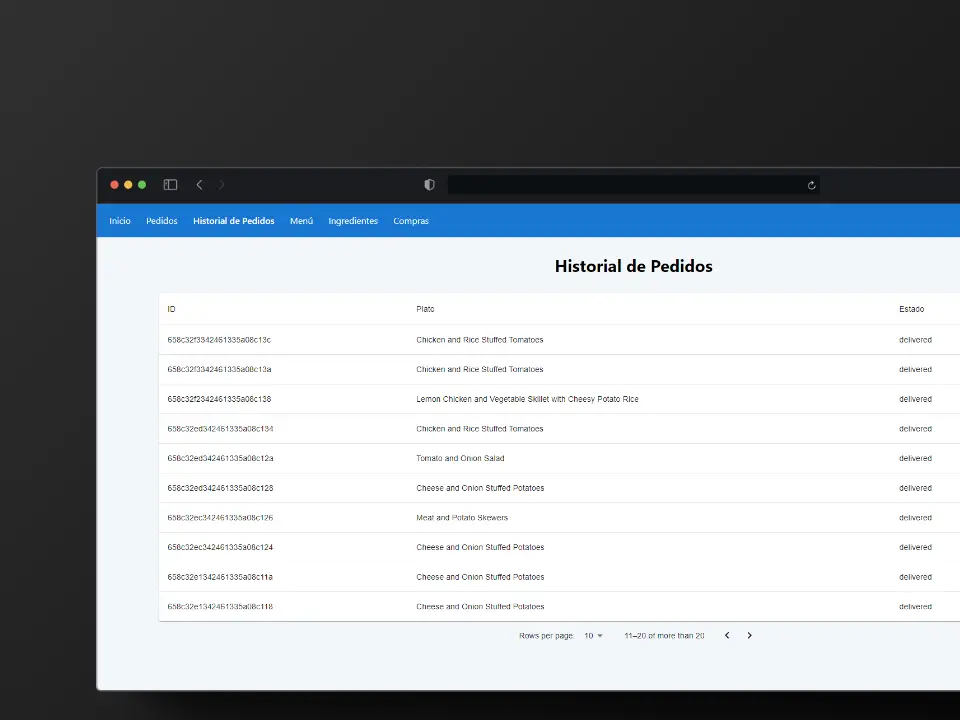 Inicio Pedidos Historial de Pedidos Menú Ingredientes Compras
Historial de Pedidos
ID Plato Estado
658c32f3342461335a08c13c Chicken and Rice Stuffed Tomatoes delivered
658c32f3342461335a08c13a Chicken and Rice Stuffed Tomatoes delivered
658c32f2342461335a08c138 Lemon Chicken and Vegetable Skillet with Cheesy Potato Rice delivered
658c32ed342461335a08c134 Chicken and Rice Stuffed Tomatoes delivered
658c32ed342461335a08c12a Tomato and Onion Salad delivered
658c32ed342461335a08c128 Cheese and Onion Stuffed Potatoes delivered
658c32ec342461335a08c126 Meat and Potato Skewers delivered
658c32ec342461335a08c124 Cheese and Onion Stuffed Potatoes delivered
658c32e1342461335a08c11a Cheese and Onion Stuffed Potatoes delivered
658c32e1342461335a08c118 Cheese and Onion Stuffed Potatoes delivered
Rows per page: 10 11–20 of more than 20